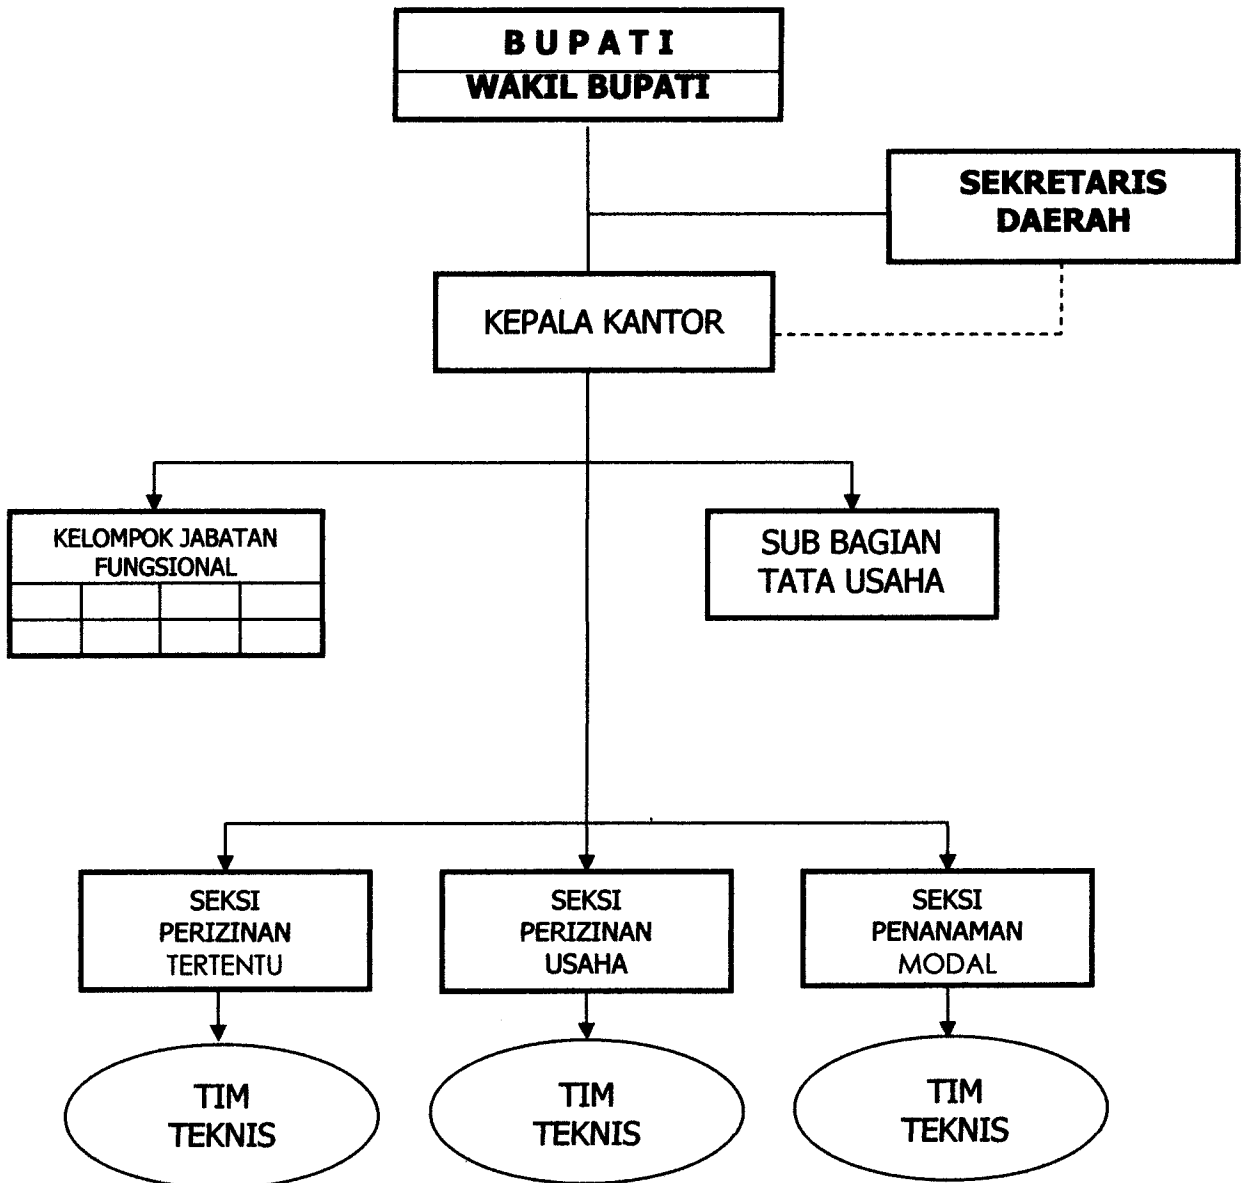 BUPATI
WAKIL BUPATI
SEKRETARIS
DAERAH
KEPALA KANTOR
KELOMPOK JABATAN
FUNGSIONAL
SUB BAGIAN
TATA USAHA
SEKSI
PERIZINAN
TERTENTU
SEKSI
PERIZINAN
USAHA
SEKSI
PENANAMAN
MODAL
TIM
TEKNIS
TIM
TEKNIS
TIM
TEKNIS